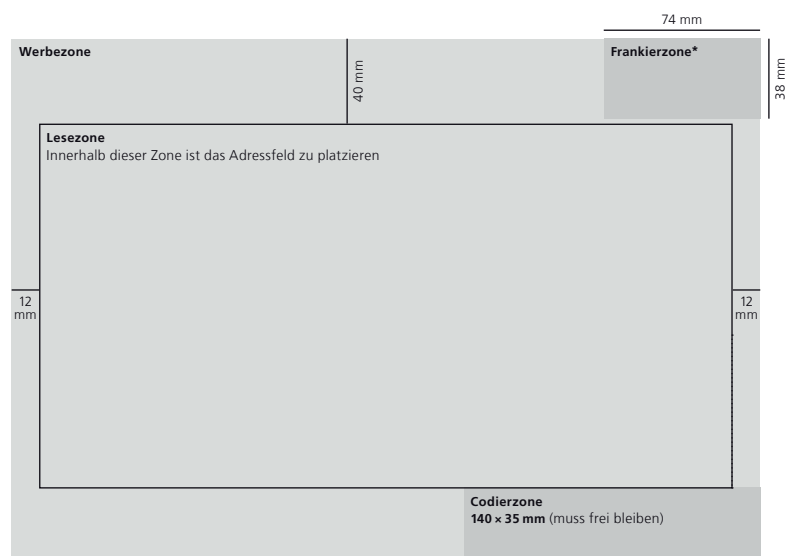 74 mm
Werbezone
Frankierzone*
40 mm
38 mm
Lesezone
Innerhalb dieser Zone ist das Adressfeld zu platzieren
12
mm
12
mm
Codierzone
140 × 35 mm (muss frei bleiben)